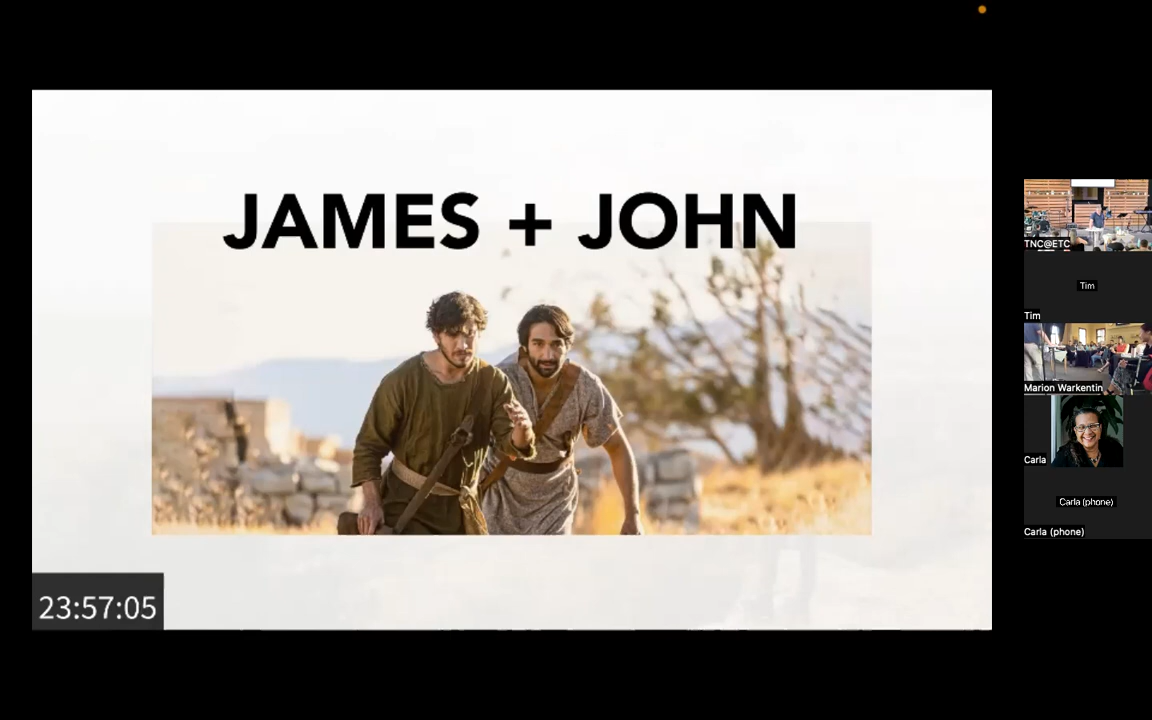 JAMES + JOHN
23:57:05
TNC@ETC
Tim
Tim
Marion Warkentin
Carla
Carla (phone)
Carla (phone)